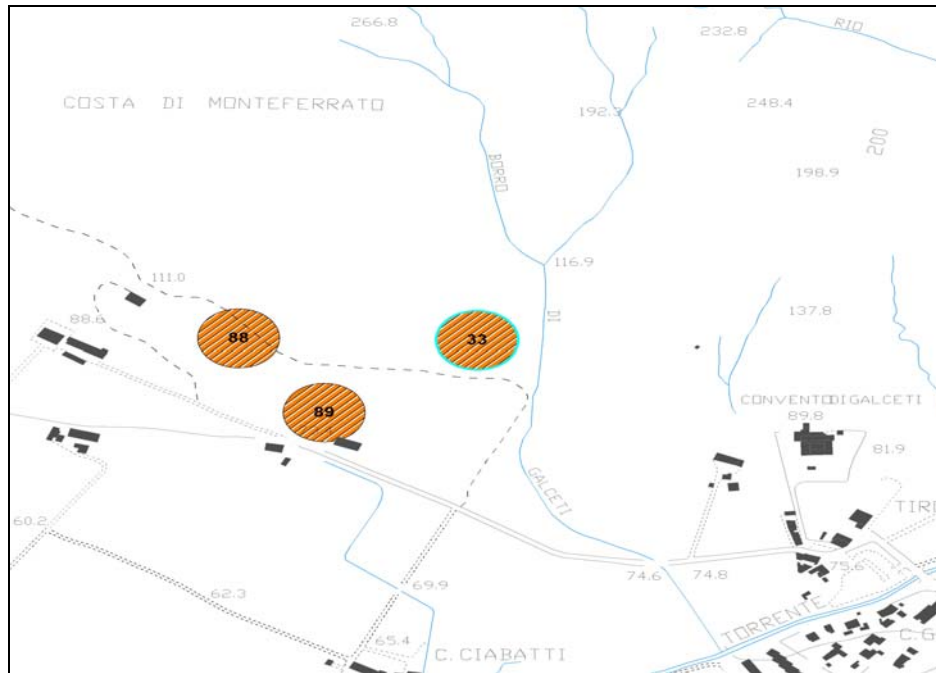 266.8
232.8
RIO
COSTA DI MONTEFERRATO
192.3
248.4
200
198.9
BORRO
116.9
111.0
DI
137.8
88.6
88
33
89
CONVENTO DI GALCETI
89.8
81.9
GALCETI
TIRO
60.2
74.6
74.8
75.6
69.9
62.3
TORRENTE
65.4
C. CIABATTI
C. G